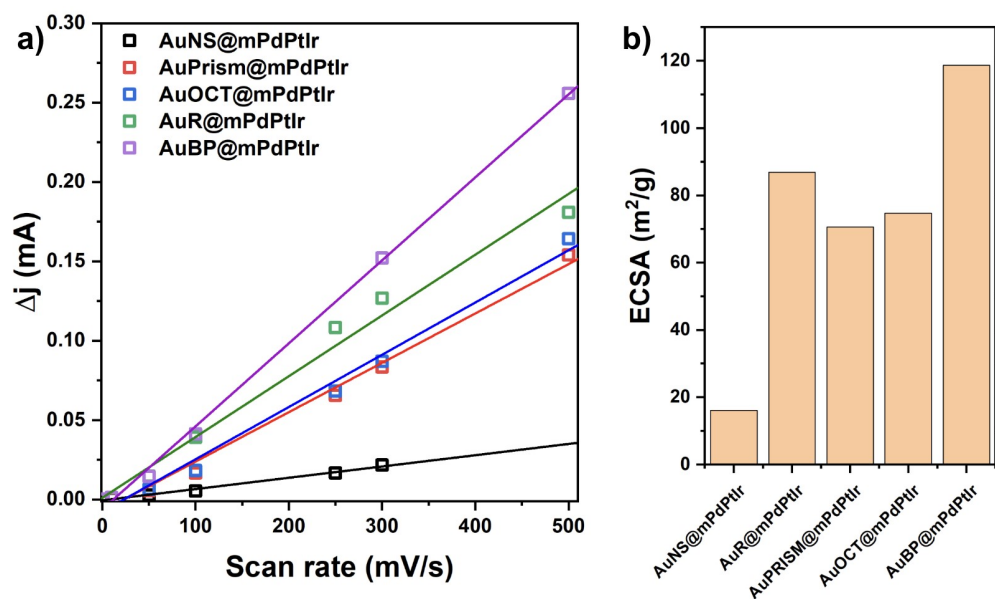 a)
0.30
0.25
0.20
0.15
0.10
0.05
0.00
Δj (mA)
AuNS@mPdPtIr
AuPrism@mPdPtIr
AuOCT@mPdPtIr
AuR@mPdPtIr
AuBP@mPdPtIr
0 100 200 300 400 500
Scan rate (mV/s)
b)
120
100
80
60
40
20
0
ECSA (m²/g)
AuNS@mPdPtIr
AuR@mPdPtIr
AuPRISM@mPdPtIr
AuOCT@mPdPtIr
AuBP@mPdPtIr